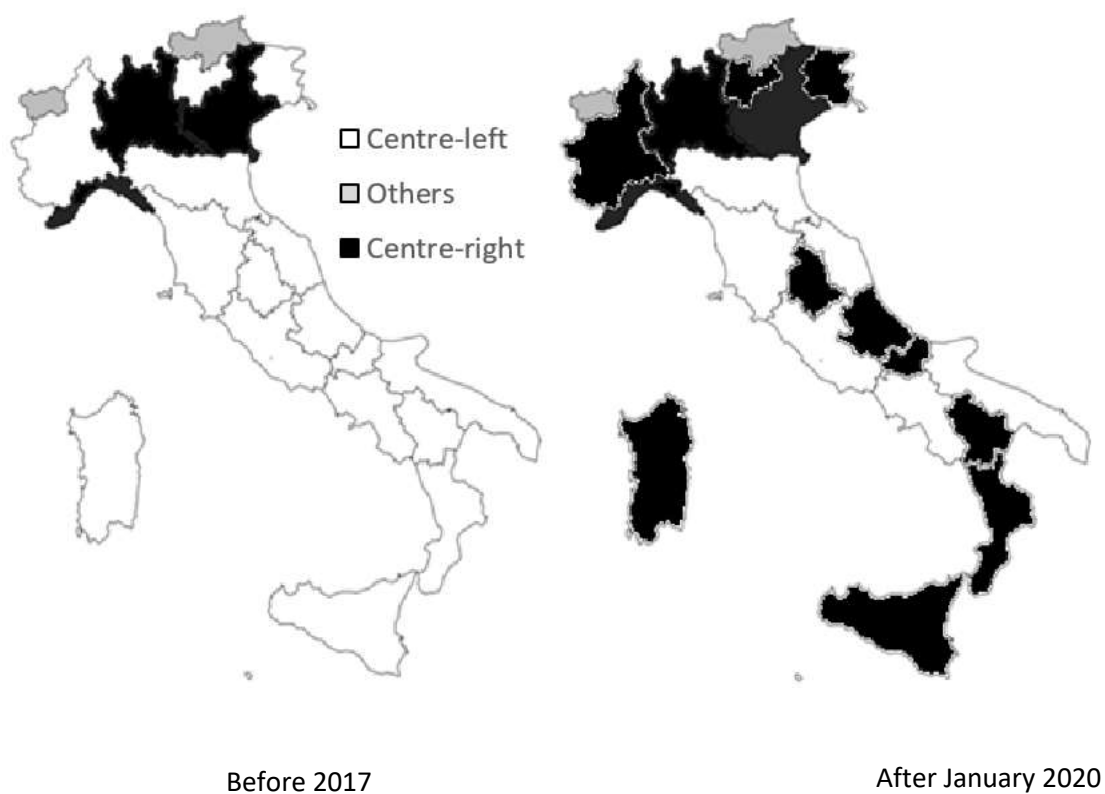 Centre-left
Others
Centre-right
Before 2017
After January 2020